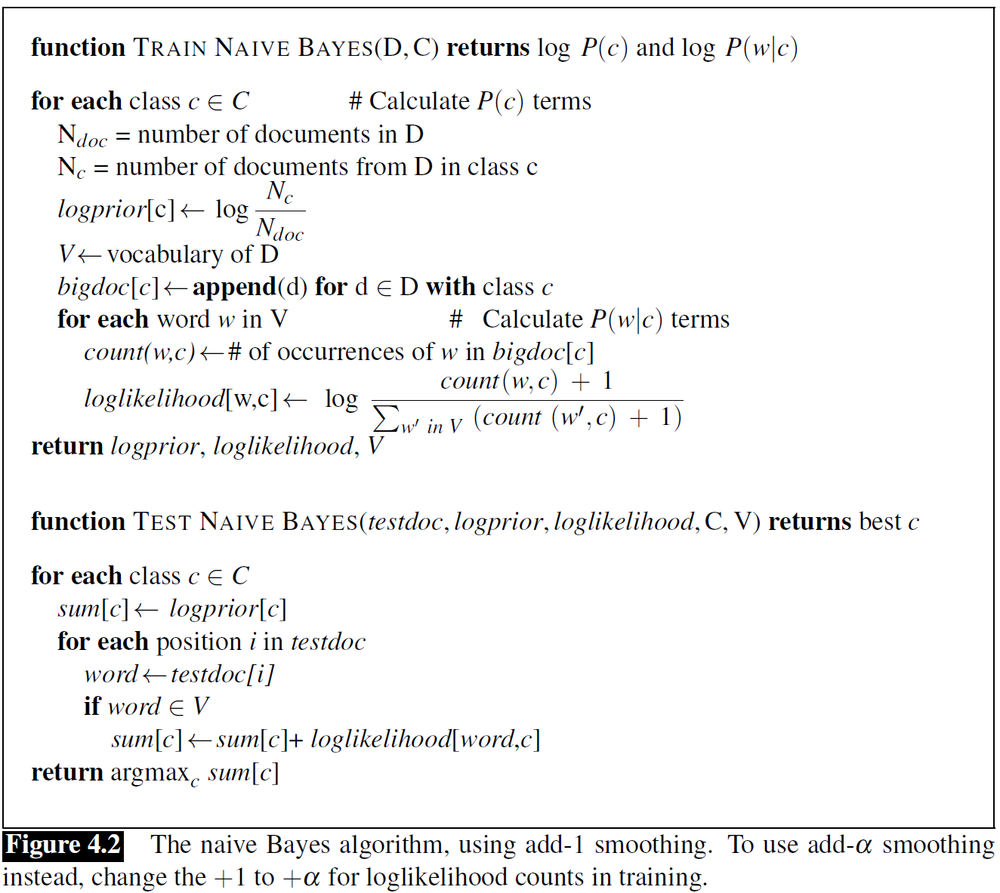 function TRAIN NAIVE BAYES(D, C) returns log P(c) and log P(w|c)
for each class c ∈ C # Calculate P(c) terms
N_doc = number of documents in D
N_c = number of documents from D in class c
logprior[c] ← log N_c / N_doc
V ← vocabulary of D
bigdoc[c] ← append(d) for d ∈ D with class c
for each word w in V # Calculate P(w|c) terms
count(w,c) ← # of occurrences of w in bigdoc[c]
loglikelihood[w,c] ← log count(w, c) + 1 / ∑_w′ in V (count (w′, c) + 1)
return logprior, loglikelihood, V
function TEST NAIVE BAYES(testdoc, logprior, loglikelihood, C, V) returns best c
for each class c ∈ C
sum[c] ← logprior[c]
for each position i in testdoc
word ← testdoc[i]
if word ∈ V
sum[c] ← sum[c]+ loglikelihood[word,c]
return argmax_c sum[c]
Figure 4.2 The naive Bayes algorithm, using add-1 smoothing. To use add-α smoothing
instead, change the +1 to +α for loglikelihood counts in training.